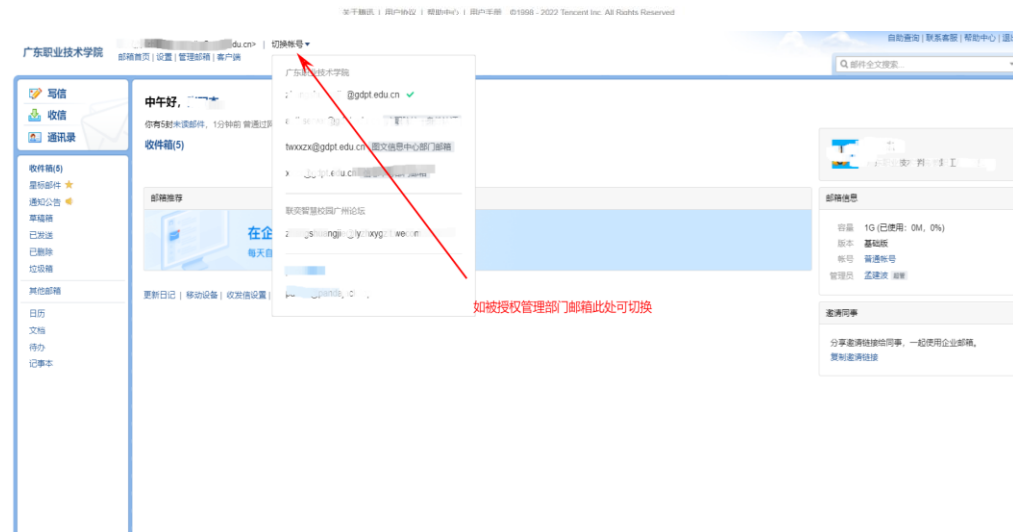 关于腾讯 | 用户协议 | 帮助中心 | 用户手册 ©1998 - 2022 Tencent Inc. All Rights Reserved
广东职业技术学院
du.cn> | 切换帐号▾
邮箱首页 | 设置 | 管理邮箱 | 客户端
自助查询 | 联系客服 | 帮助中心 |
邮件全文搜索...
写信
收信
通讯录
收件箱(5)
星标邮件
通知公告
草稿箱
已发送
已删除
垃圾箱
其他邮箱
日历
文档
待办
记事本
中午好,
你有5封未读邮件, 1分钟前
收件箱(5)
邮箱推荐
在企
每天自
更新日记 | 移动设备 | 收发信设置 |
广东职业技术学院
@gdpt.edu.cn ✓
twxxzx@gdpt.edu.cn 图文信息中心部门邮箱
.edu.cn
联奕智慧校园广州论坛
如被授权管理部门邮箱此处可切换
邮箱信息
容量 1G (已使用: 0M, 0%)
版本 基础版
帐号 普通帐号
管理员 孟建波
邀请同事
分享邀请链接给同事, 一起使用企业邮箱。
复制邀请链接